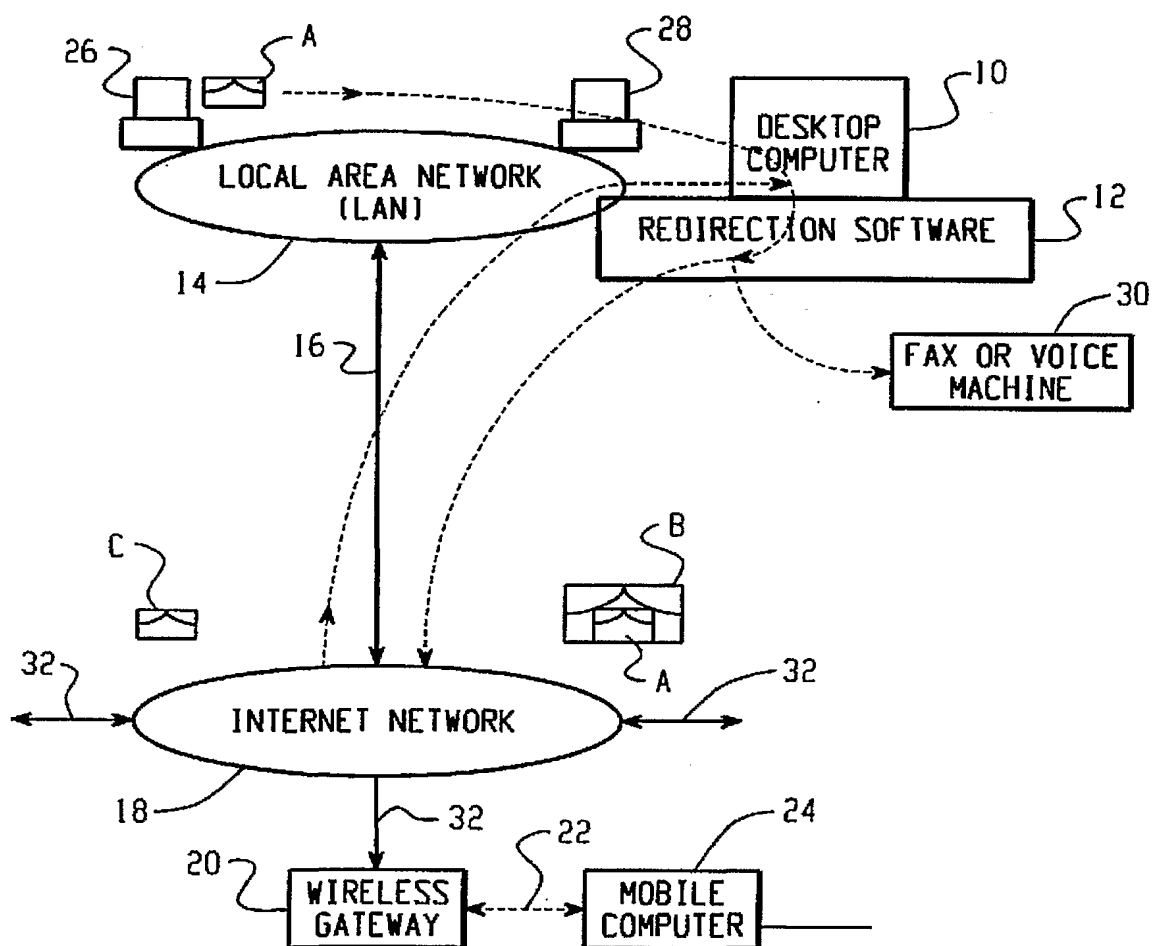 26
A
28
10
DESKTOP
COMPUTER
LOCAL AREA NETWORK
(LAN)
12
REDIRECTION SOFTWARE
14
30
16
FAX OR VOICE
MACHINE
C
B
A
32
32
INTERNET NETWORK
18
32
22
24
20
WIRELESS
GATEWAY
MOBILE
COMPUTER